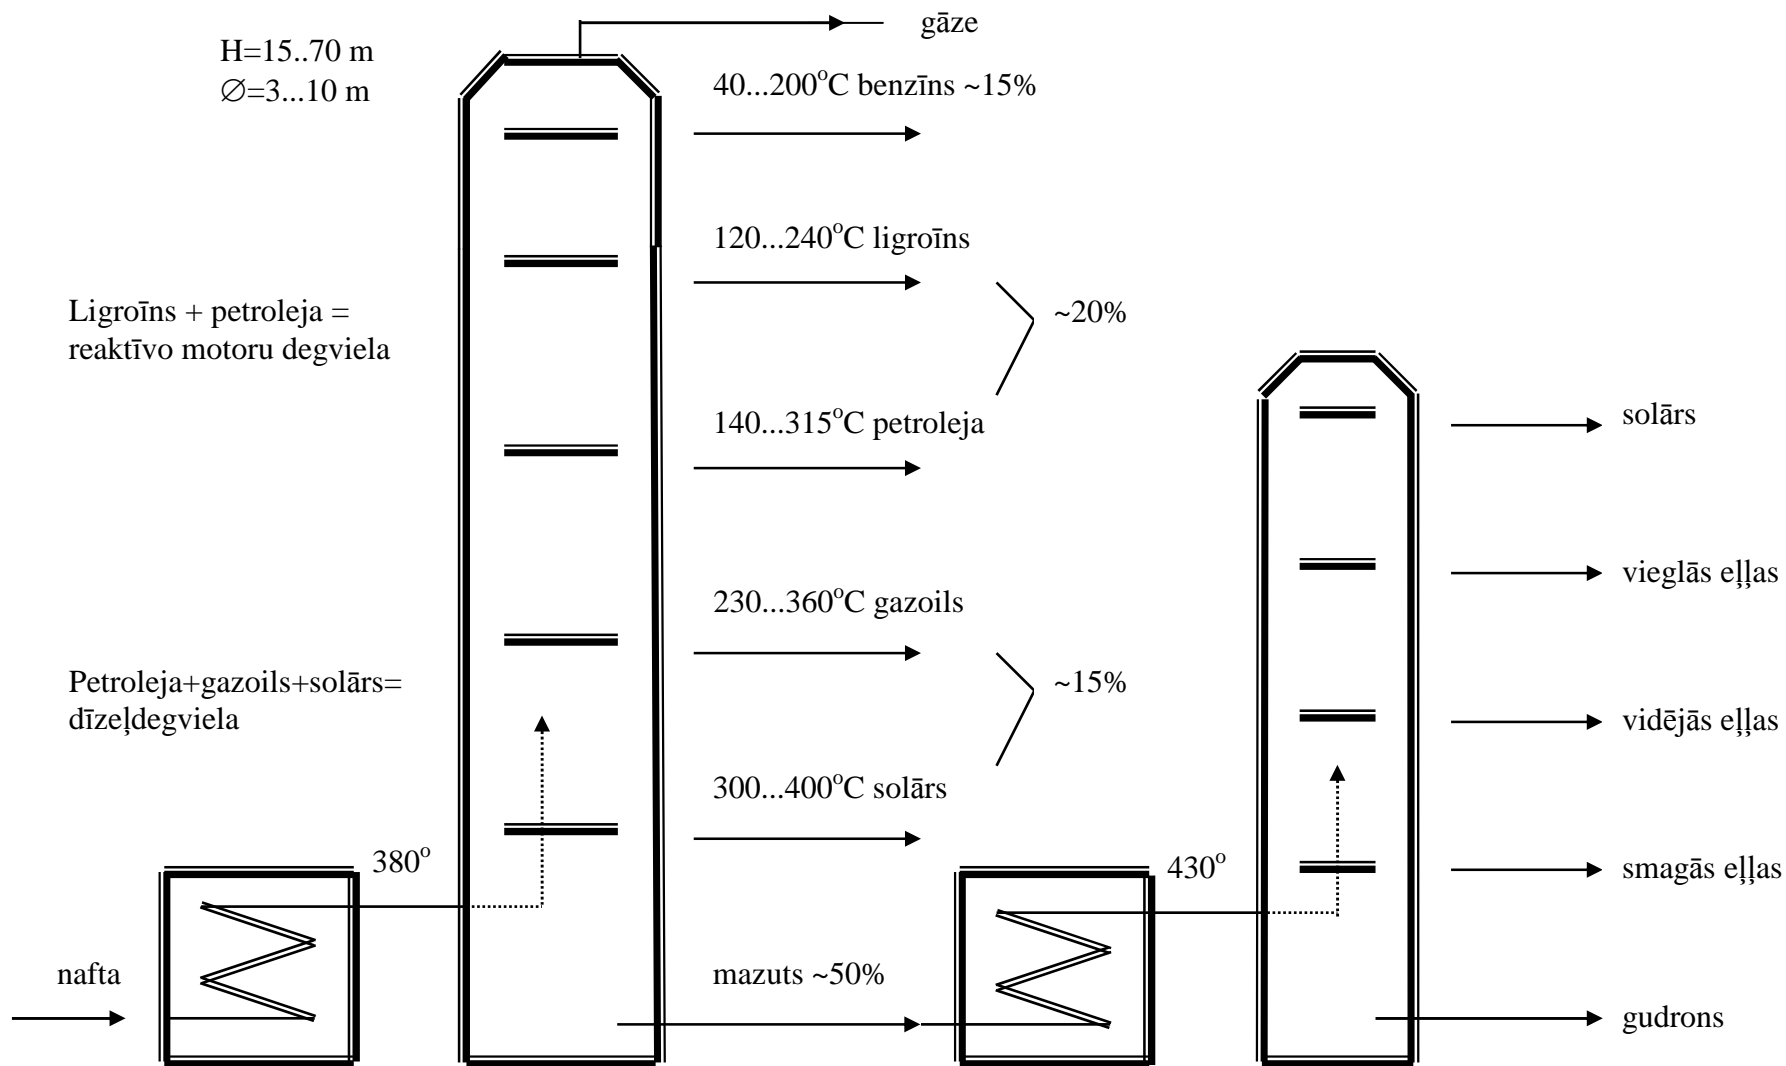 gāze
H=15..70 m
∅=3...10 m
40...200°C benzīns ~15%
120...240°C ligroīns
Ligroīns + petroleja =
reaktīvo motoru degviela
~20%
140...315°C petroleja
solārs
230...360°C gazoils
vieglās eļļas
Petroleja+gazoils+solārs=
dīzeļdegviela
~15%
vidējās eļļas
300...400°C solārs
380°
430°
smagās eļļas
nafta
mazuts ~50%
gudrons